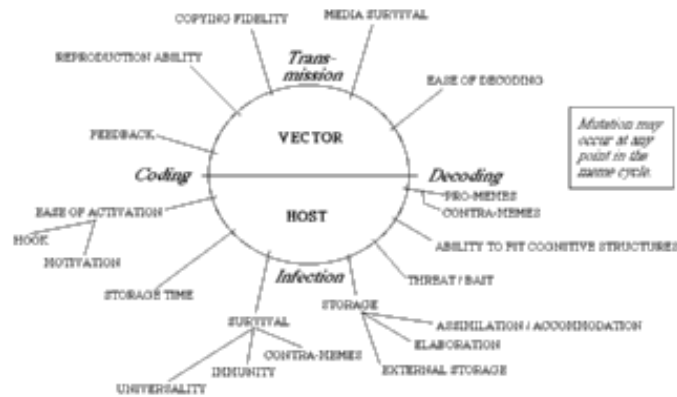 MEDIA SURVIVAL
COPYING FIDELITY
Trans-
mission
REPRODUCTION ABILITY
EASE OF DECODING
VECTOR
FEEDBACK
Mutation may
occur at any
point in the
meme cycle.
Coding
Decoding
PRO-MEMES
CONTRA-MEMES
EASE OF ACTIVATION
HOST
HOOK
MOTIVATION
ABILITY TO FIT COGNITIVE STRUCTURES
Infection
THREAT / BAIT
STORAGE TIME
STORAGE
SURVIVAL
ASSIMILATION / ACCOMMODATION
ELABORATION
CONTRA-MEMES
IMMUNITY
EXTERNAL STORAGE
UNIVERSALITY